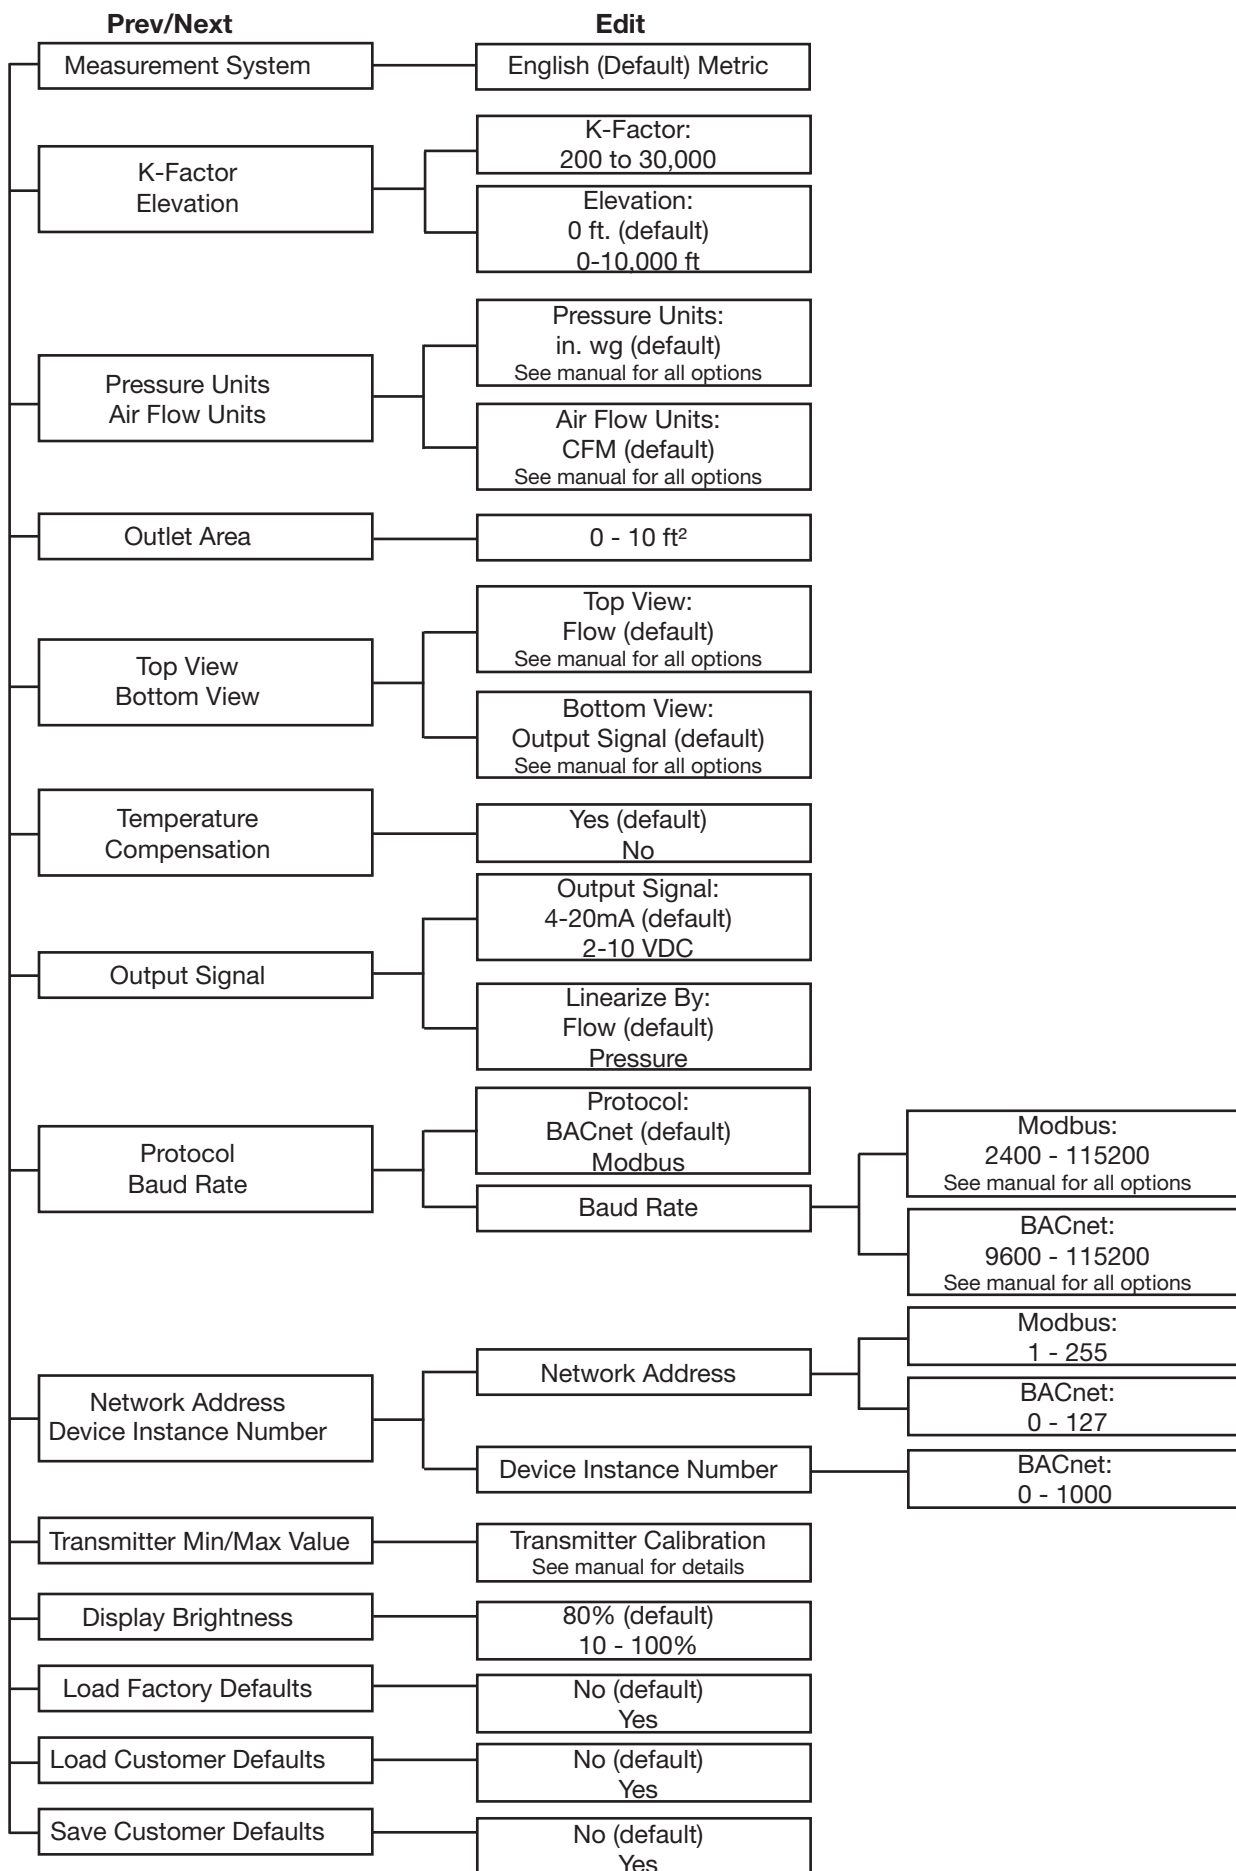 Prev/Next
Edit
Measurement System
English (Default) Metric
K-Factor
Elevation
K-Factor:
200 to 30,000
Elevation:
0 ft. (default)
0-10,000 ft
Pressure Units
Air Flow Units
Pressure Units:
in. wg (default)
See manual for all options
Air Flow Units:
CFM (default)
See manual for all options
Outlet Area
0 - 10 ft²
Top View
Bottom View
Top View:
Flow (default)
See manual for all options
Bottom View:
Output Signal (default)
See manual for all options
Temperature
Compensation
Yes (default)
No
Output Signal
Output Signal:
4-20mA (default)
2-10 VDC
Linearize By:
Flow (default)
Pressure
Protocol
Baud Rate
Protocol:
BACnet (default)
Modbus
Baud Rate
Modbus:
2400 - 115200
See manual for all options
BACnet:
9600 - 115200
See manual for all options
Network Address
Device Instance Number
Network Address
Modbus:
1 - 255
BACnet:
0 - 127
Device Instance Number
BACnet:
0 - 1000
Transmitter Min/Max Value
Transmitter Calibration
See manual for details
Display Brightness
80% (default)
10 - 100%
Load Factory Defaults
No (default)
Yes
Load Customer Defaults
No (default)
Yes
Save Customer Defaults
No (default)
Yes